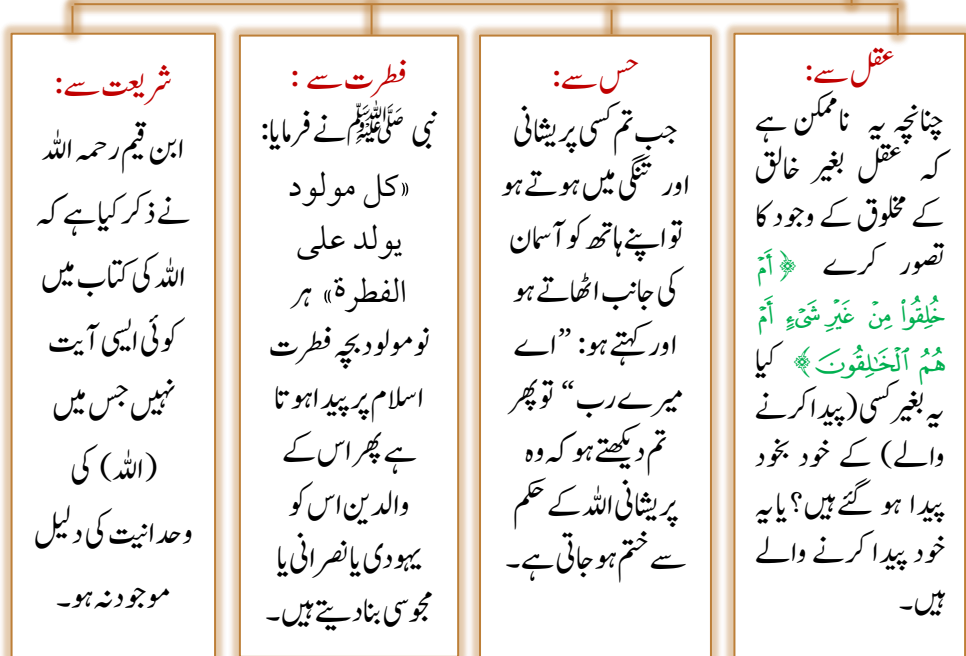 عقل سے:
چنانچہ یہ ناممکن ہے
کہ عقل بغیر خالق
کے مخلوق کے وجود کا
تصور کرے ﴿أَمۡ
خُلِقُواْ مِنۡ غَيۡرِ شَيۡءٍ أَمۡ
هُمُ ٱلۡخَٰلِقُونَ﴾ کیا
یہ بغیر کسی (پیدا کرنے
والے) کے خود بخود
پیدا ہو گئے ہیں؟ یا یہ
خود پیدا کرنے والے
ہیں۔
حس سے:
جب تم کسی پریشانی
اور تنگی میں ہوتے ہو
تو اپنے ہاتھ کو آسمان
کی جانب اٹھاتے ہو
اور کہتے ہو: ”اے
میرے رب“ تو پھر
تم دیکھتے ہو کہ وہ
پریشانی اللہ کے حکم
سے ختم ہو جاتی ہے۔
فطرت سے :
نبی ﷺ نے فرمایا:
«كل مولود
يولد على
الفطرة» ہر
نو مولود بچہ فطرت
اسلام پر پیدا ہوتا
ہے پھر اس کے
والدین اس کو
یہودی یا نصرانی یا
مجوسی بنا دیتے ہیں۔
شریعت سے:
ابن قیم رحمہ اللہ
نے ذکر کیا ہے کہ
اللہ کی کتاب میں
کوئی ایسی آیت
نہیں جس میں
(اللہ) کی
وحدانیت کی دلیل
موجود نہ ہو۔